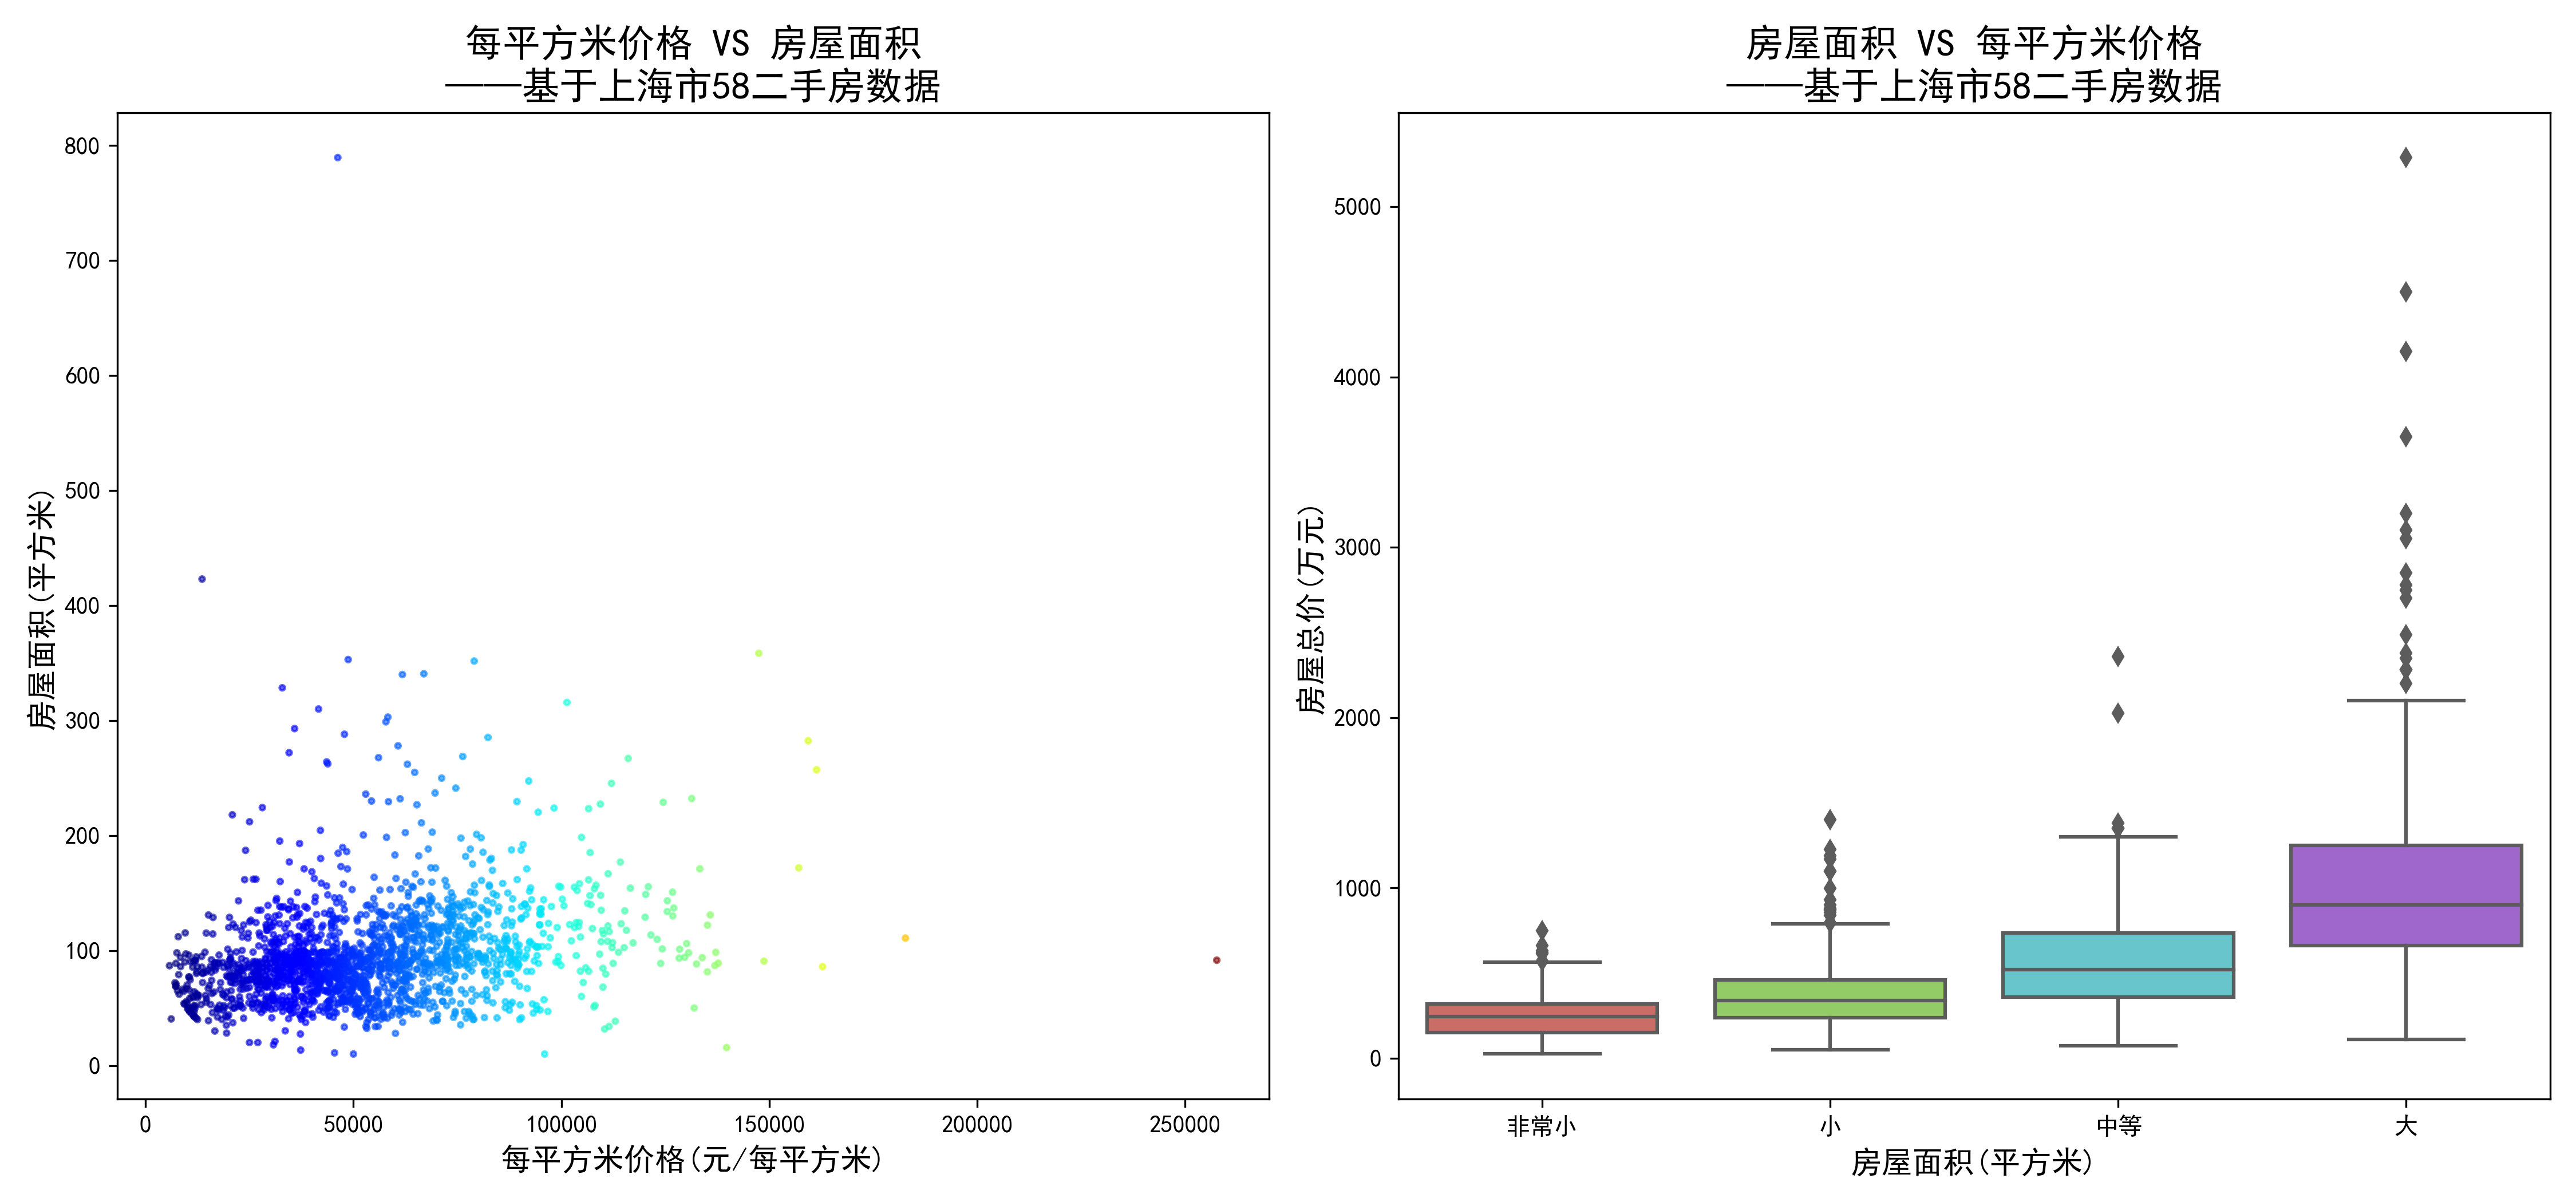 每平方米价格 VS 房屋面积
——基于上海市58二手房数据
800
700
600
500
400
300
200
100
0
房屋面积(平方米)
0
50000
100000
150000
200000
250000
每平方米价格(元/每平方米)
房屋面积 VS 每平方米价格
——基于上海市58二手房数据
5000
4000
3000
2000
1000
0
房屋总价(万元)
非常小
小
中等
大
房屋面积(平方米)